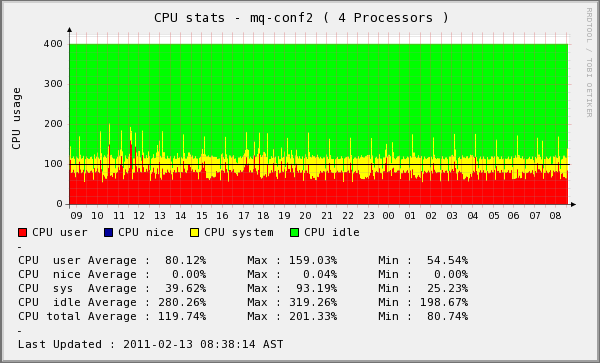 CPU stats - mq-conf2 ( 4 Processors )
RRDTOOL / TOBI OETIKER
CPU usage
400
300
200
100
0
09 10 11 12 13 14 15 16 17 18 19 20 21 22 23 00 01 02 03 04 05 06 07 08
CPU user CPU nice CPU system CPU idle
-
CPU user Average : 80.12% Max : 159.03% Min : 54.54%
CPU nice Average : 0.00% Max : 0.04% Min : 0.00%
CPU sys Average : 39.62% Max : 93.19% Min : 25.23%
CPU idle Average : 280.26% Max : 319.26% Min : 198.67%
CPU total Average : 119.74% Max : 201.33% Min : 80.74%
-
Last Updated : 2011-02-13 08:38:14 AST